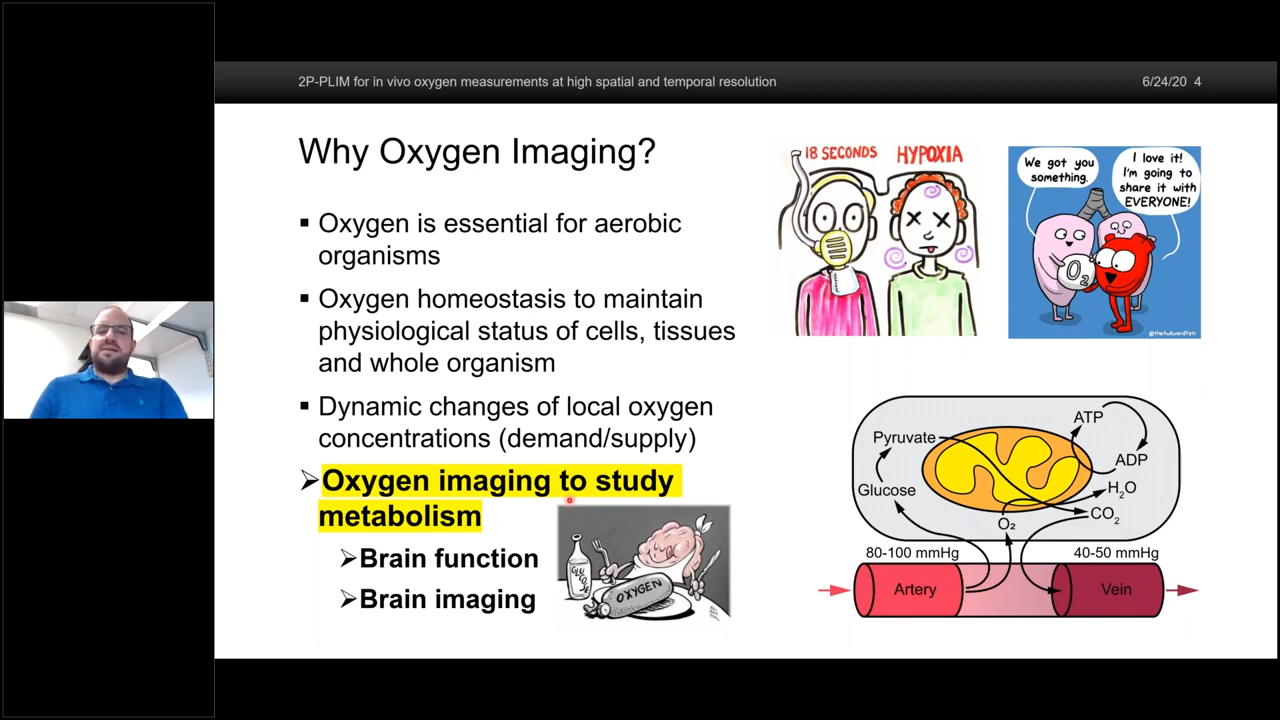 2P-PLIM for in vivo oxygen measurements at high spatial and temporal resolution
6/24/20 4
Why Oxygen Imaging?
▪ Oxygen is essential for aerobic
organisms
▪ Oxygen homeostasis to maintain
physiological status of cells, tissues
and whole organism
▪ Dynamic changes of local oxygen
concentrations (demand/supply)
➢Oxygen imaging to study
metabolism
➢Brain function
➢Brain imaging
GLUCOSE
OXYGEN
18 SECONDS
HYPOXIA
We got you
something.
I love it!
I'm going to
share it with
EVERYONE!
O2
©theAwkwardYeti
ATP
Pyruvate
ADP
Glucose
H2O
CO2
O2
80-100 mmHg
40-50 mmHg
Artery
Vein